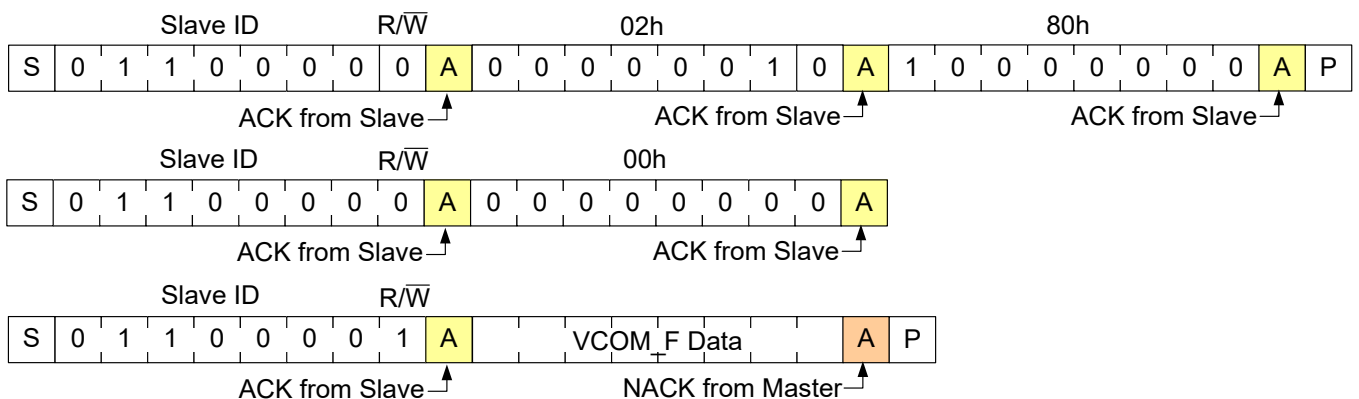 Slave ID R/W̅ 02h 80h
S 0 1 1 0 0 0 0 0 A 0 0 0 0 0 0 1 0 A 1 0 0 0 0 0 0 0 A P
ACK from Slave ACK from Slave ACK from Slave
Slave ID R/W̅ 00h
S 0 1 1 0 0 0 0 0 A 0 0 0 0 0 0 0 0 A
ACK from Slave ACK from Slave
Slave ID R/W̅
S 0 1 1 0 0 0 0 1 A VCOM_F Data A P
ACK from Slave NACK from Master